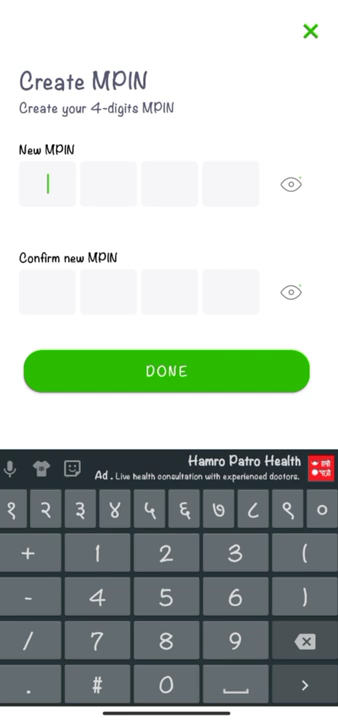 Create MPIN
Create your 4-digits MPIN
New MPIN
Confirm new MPIN
DONE
Hamro Patro Health
Ad . Live health consultation with experienced doctors.
१ २ ३ ४ ५ ६ ७ ८ ९ ०
+ 1 2 3 (
- 4 5 6 )
/ 7 8 9
. # 0